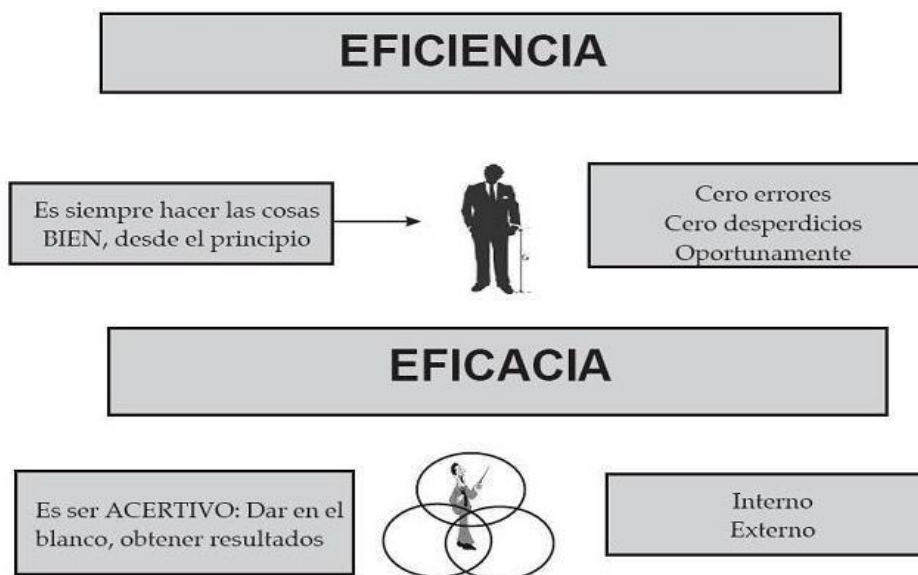 EFICIENCIA
Es siempre hacer las cosas
BIEN, desde el principio
Cero errores
Cero desperdicios
Oportunamente
EFICACIA
Es ser ACERTIVO: Dar en el
blanco, obtener resultados
Interno
Externo